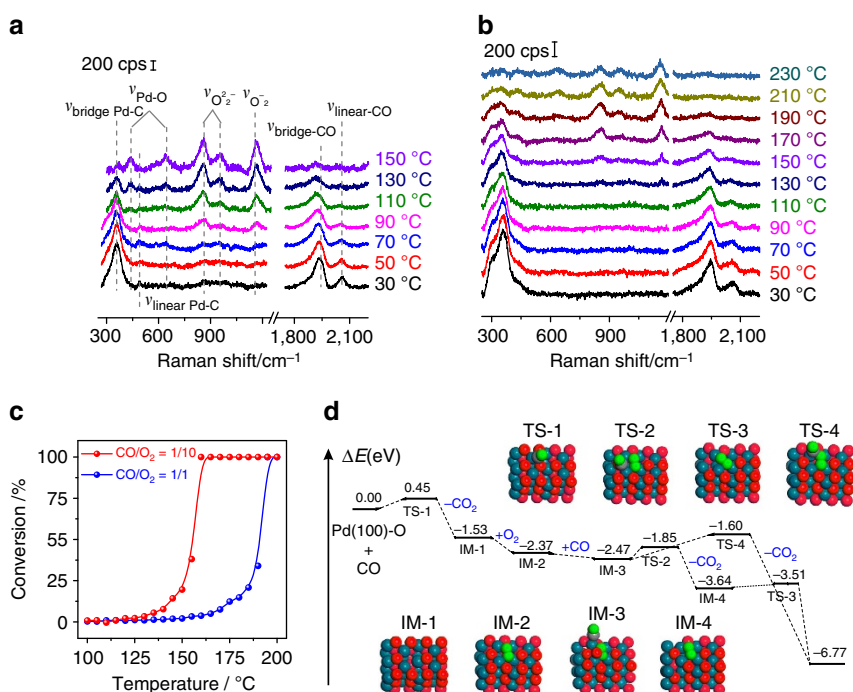 a
200 cps
ν bridge Pd-C
ν Pd-O
ν O₂²⁻
ν O₂⁻
ν bridge-CO
ν linear-CO
ν linear Pd-C
150 °C
130 °C
110 °C
90 °C
70 °C
50 °C
30 °C
300 600 900 1,800 2,100
Raman shift/cm⁻¹
b
200 cps
230 °C
210 °C
190 °C
170 °C
150 °C
130 °C
110 °C
90 °C
70 °C
50 °C
30 °C
300 600 900 1,800 2,100
Raman shift/cm⁻¹
c
CO/O₂ = 1/10
CO/O₂ = 1/1
Conversion /%
100
75
55
25
0
100 125 150 175 200
Temperature / °C
d
ΔE(eV)
TS-1 TS-2 TS-3 TS-4
0.00
Pd(100)-O
+
CO
0.45
TS-1
−CO₂
−1.53
IM-1
+O₂
−2.37
IM-2
+CO
−2.47
IM-3
−1.85
TS-2
−CO₂
−3.64
IM-4
−1.60
TS-4
−CO₂
−3.51
TS-3
−6.77
IM-1 IM-2 IM-3 IM-4